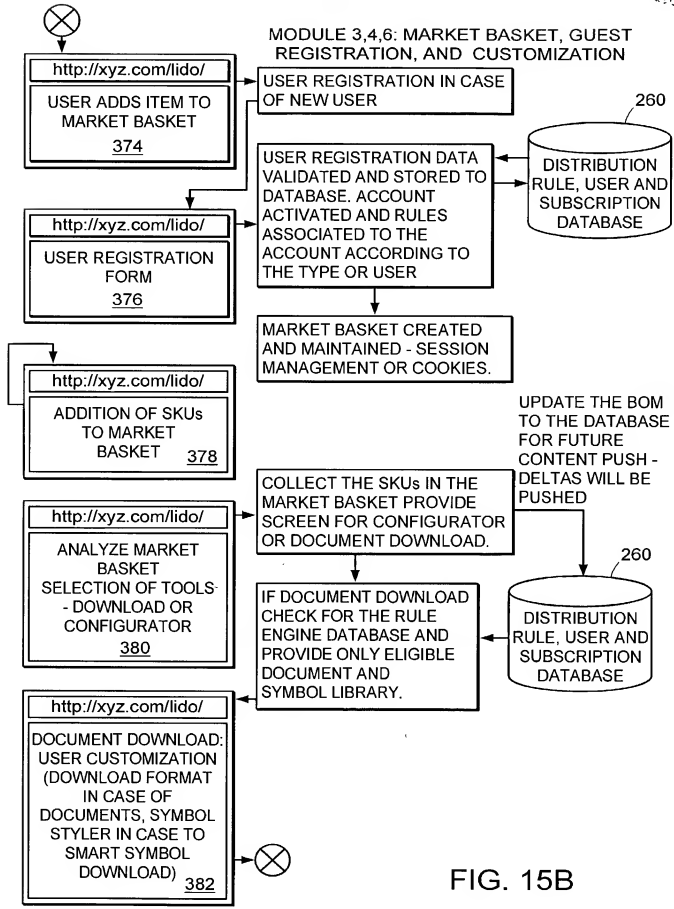 MODULE 3,4,6: MARKET BASKET, GUEST
REGISTRATION, AND CUSTOMIZATION
http://xyz.com/lido/
USER ADDS ITEM TO
MARKET BASKET
374
USER REGISTRATION IN CASE
OF NEW USER
260
USER REGISTRATION DATA
VALIDATED AND STORED TO
DATABASE. ACCOUNT
ACTIVATED AND RULES
ASSOCIATED TO THE
ACCOUNT ACCORDING TO
THE TYPE OR USER
DISTRIBUTION
RULE, USER AND
SUBSCRIPTION
DATABASE
http://xyz.com/lido/
USER REGISTRATION
FORM
376
MARKET BASKET CREATED
AND MAINTAINED - SESSION
MANAGEMENT OR COOKIES.
http://xyz.com/lido/
ADDITION OF SKUs
TO MARKET
BASKET
378
UPDATE THE BOM
TO THE DATABASE
FOR FUTURE
CONTENT PUSH -
DELTAS WILL BE
PUSHED
http://xyz.com/lido/
ANALYZE MARKET
BASKET
SELECTION OF TOOLS
- DOWNLOAD OR
CONFIGURATOR
380
COLLECT THE SKUs IN THE
MARKET BASKET PROVIDE
SCREEN FOR CONFIGURATOR
OR DOCUMENT DOWNLOAD.
260
IF DOCUMENT DOWNLOAD
CHECK FOR THE RULE
ENGINE DATABASE AND
PROVIDE ONLY ELIGIBLE
DOCUMENT AND
SYMBOL LIBRARY.
DISTRIBUTION
RULE, USER AND
SUBSCRIPTION
DATABASE
http://xyz.com/lido/
DOCUMENT DOWNLOAD:
USER CUSTOMIZATION
(DOWNLOAD FORMAT
IN CASE OF
DOCUMENTS, SYMBOL
STYLER IN CASE TO
SMART SYMBOL
DOWNLOAD)
382
FIG. 15B